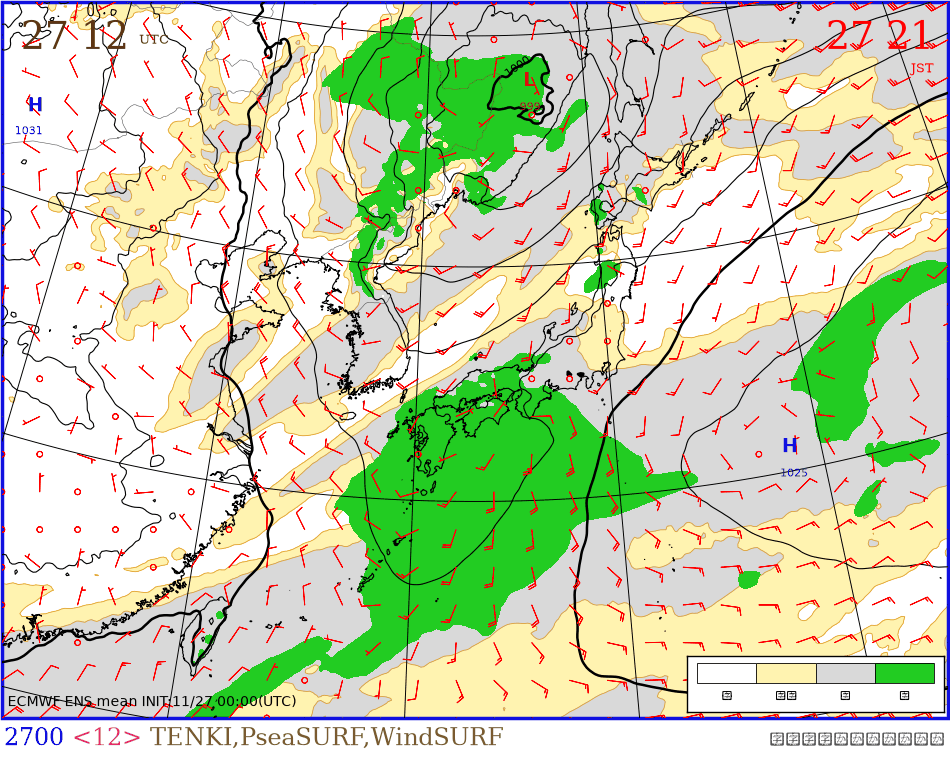 27 12 UTC
27 21
JST
H
1031
1000
L
998
H
1025
ECMWF ENS mean INIT:11/27 00:00(UTC)
2700 <12> TENKI,PseaSURF,WindSURF